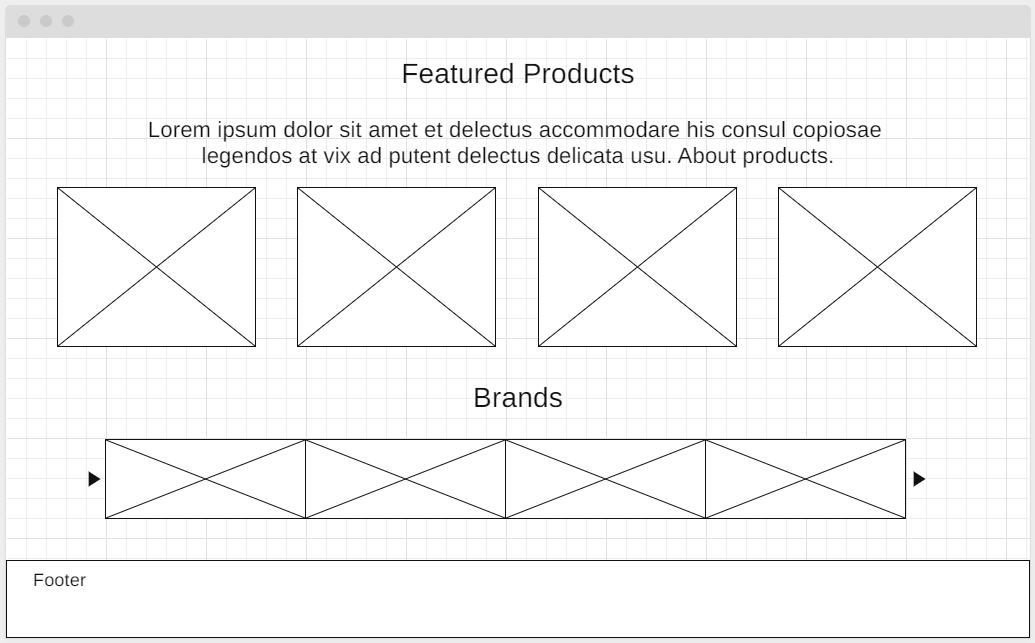 Featured Products
Lorem ipsum dolor sit amet et delectus accommodare his consul copiosae
legendos at vix ad putent delectus delicata usu. About products.
Brands
Footer